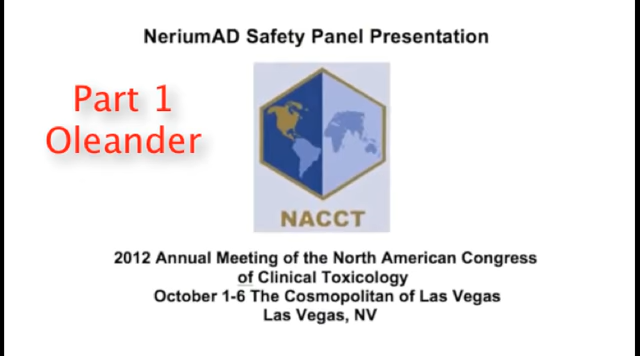 NeriumAD Safety Panel Presentation
Part 1
Oleander
NACCT
2012 Annual Meeting of the North American Congress
of Clinical Toxicology
October 1-6 The Cosmopolitan of Las Vegas
Las Vegas, NV